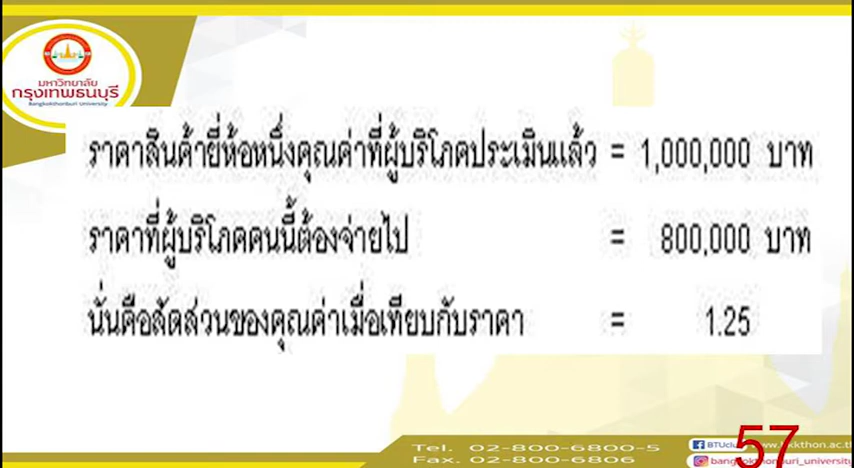 มหาวิทยาลัย
กรุงเทพธนบุรี
Bangkokthonburi University
ราคาสินค้ายี่ห้อหนึ่งคุณค่าที่ผู้บริโภคประเมินแล้ว = 1,000,000 บาท
ราคาที่ผู้บริโภคคนนี้ต้องจ่ายไป = 800,000 บาท
นั่นคือสัดส่วนของคุณค่าเมื่อเทียบกับราคา = 1.25
Tel. 02-800-6800-5
Fax. 02-800-6806
57
bangkokthonburi_university